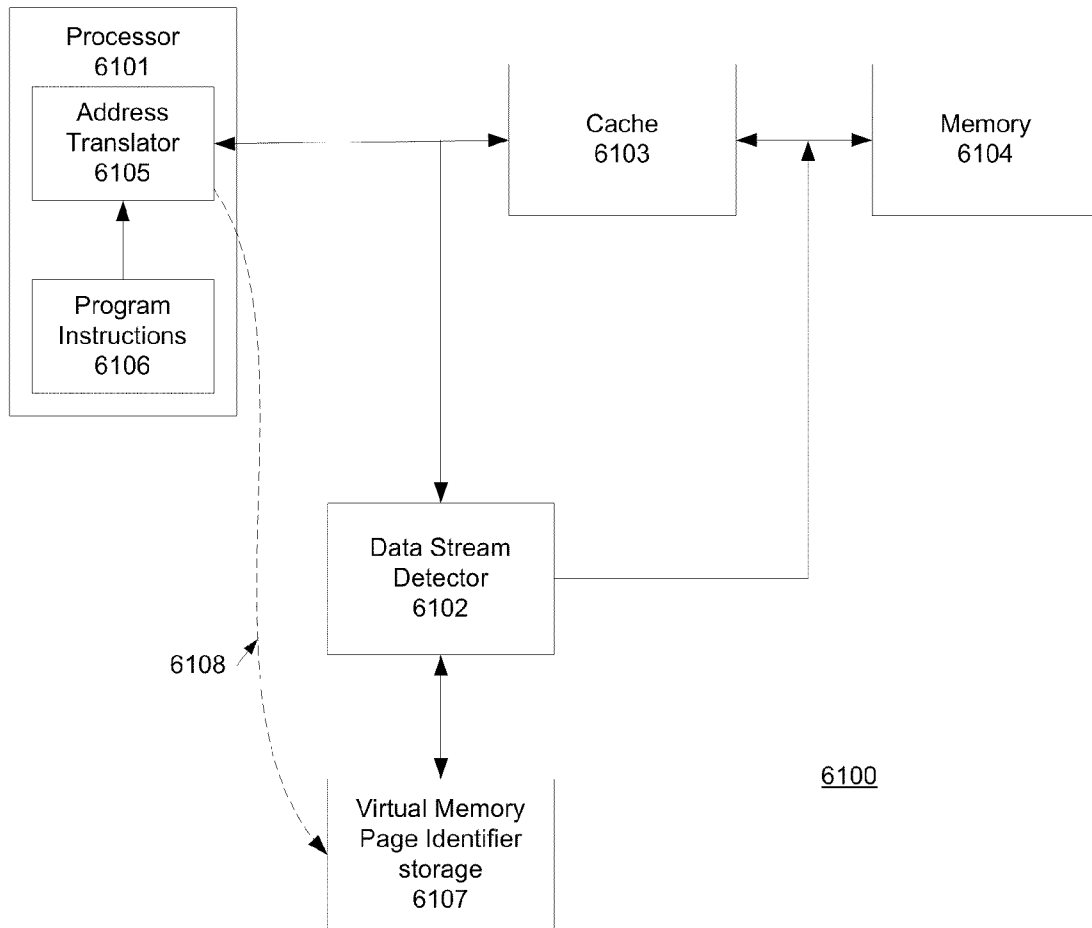 Processor
6101
Address
Translator
6105
Program
Instructions
6106
Cache
6103
Memory
6104
Data Stream
Detector
6102
6108
Virtual Memory
Page Identifier
storage
6107
6100